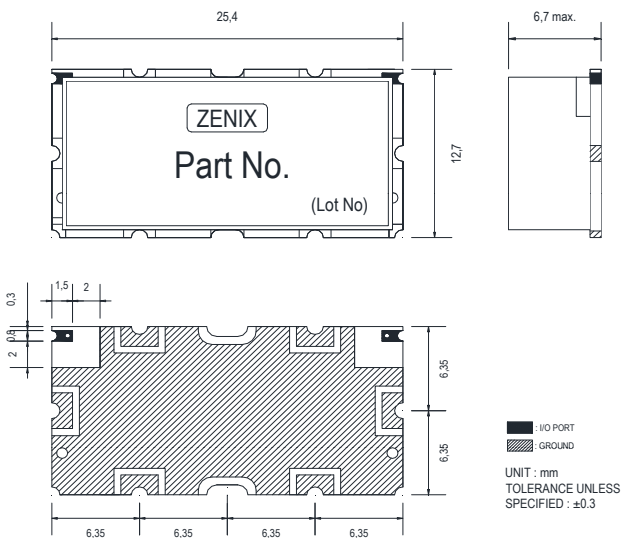 25,4
6,7 max.
ZENIX
Part No.
(Lot No)
12,7
1,5
2
0.3
0,8
2
6,35
6,35
: I/O PORT
: GROUND
UNIT : mm
TOLERANCE UNLESS
SPECIFIED : ±0.3
6,35
6,35
6,35
6,35